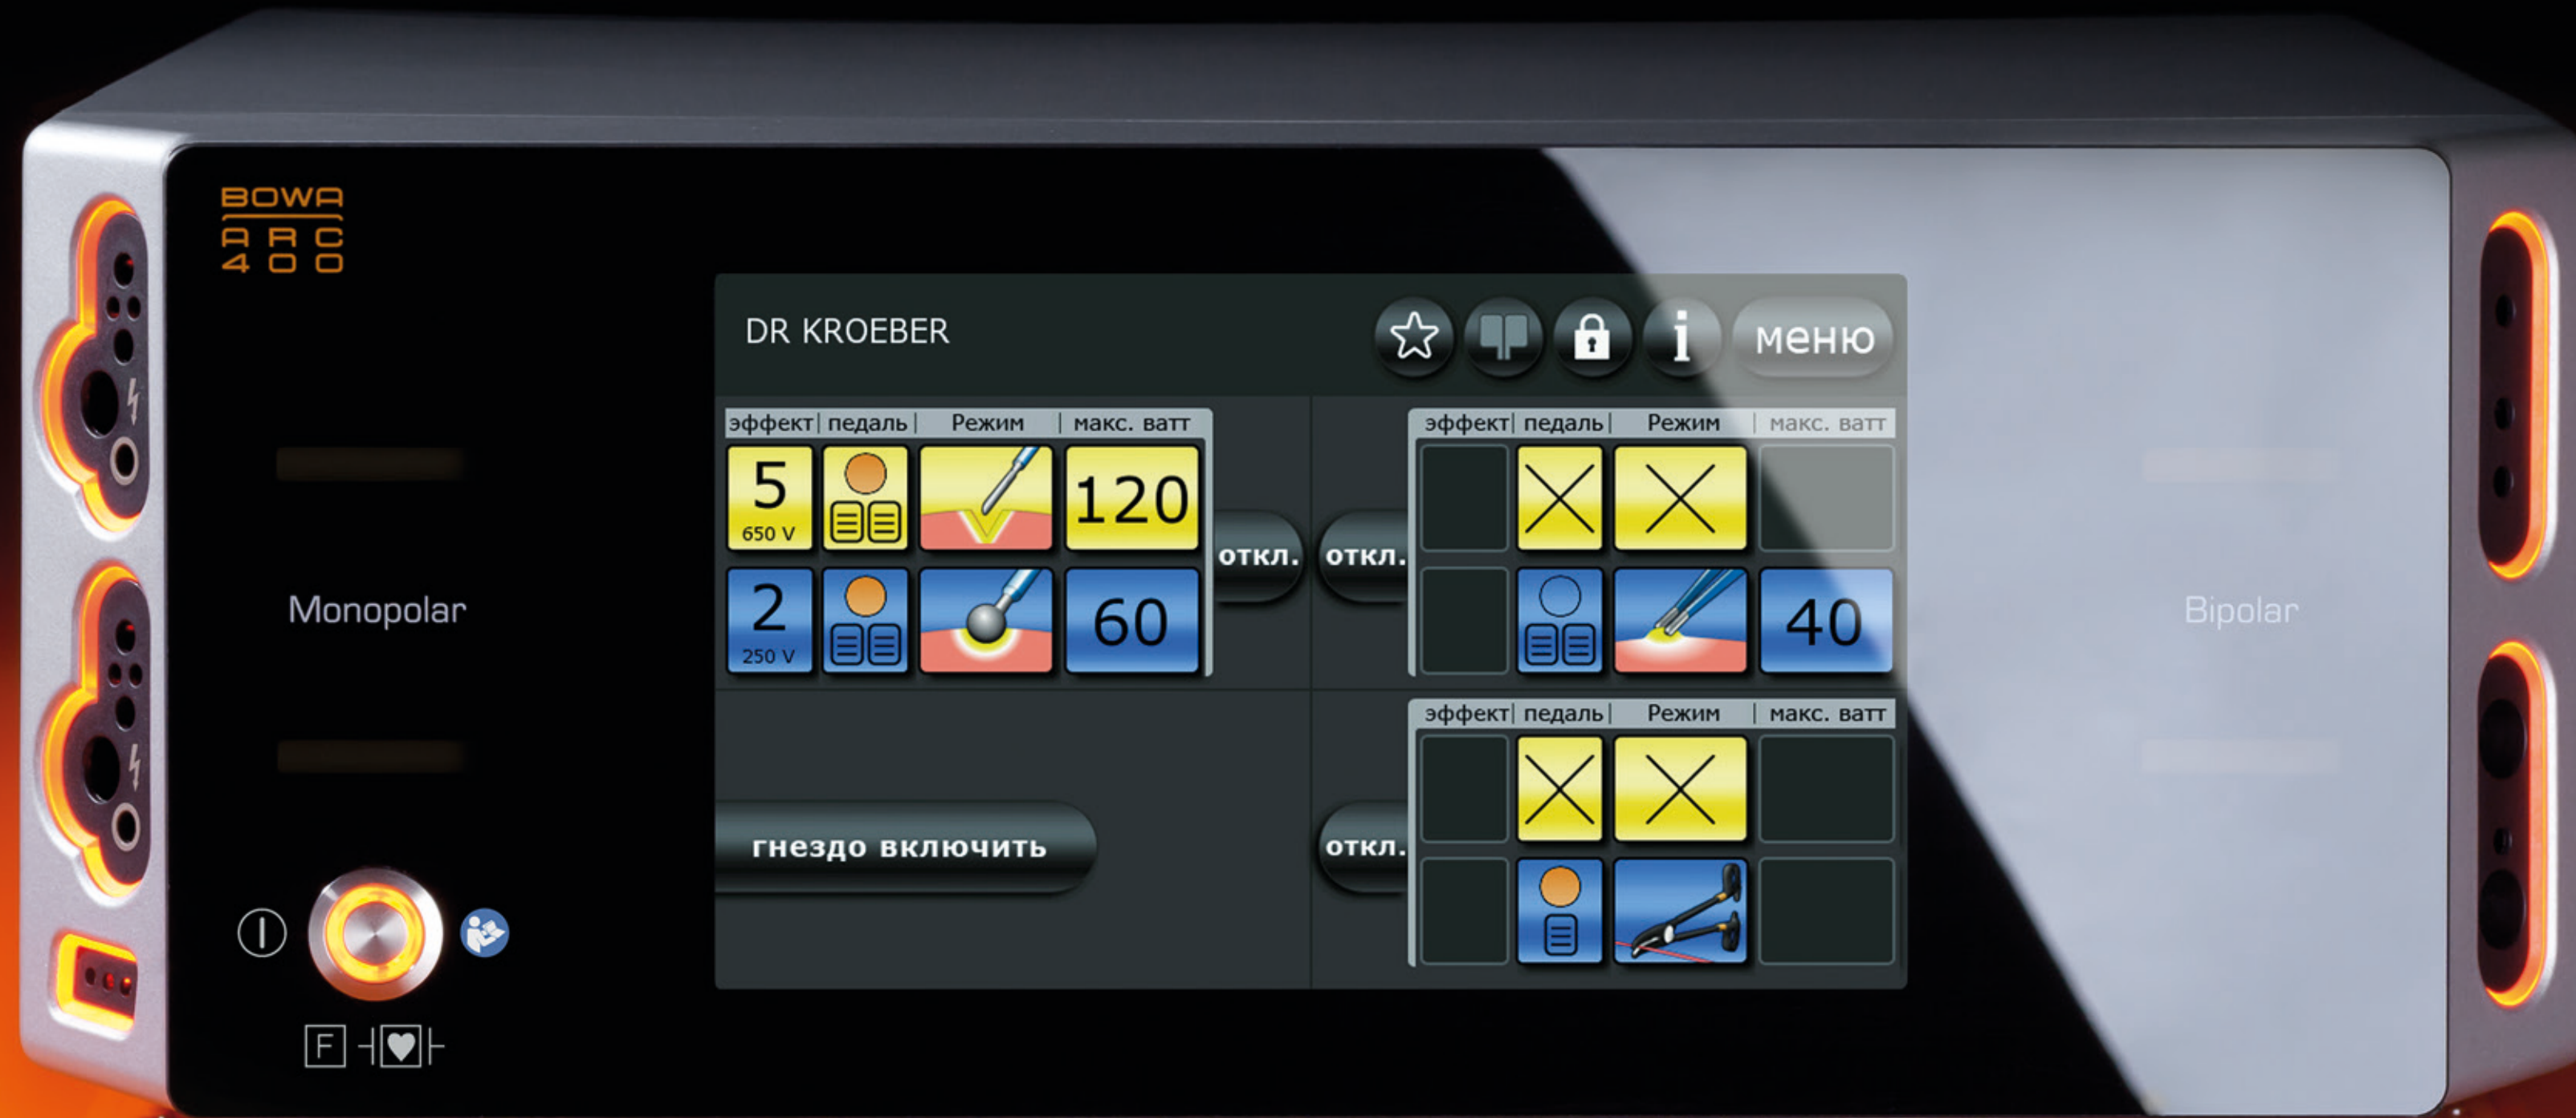 BOWA
ARC
400
DR KROEBER
i
меню
эффект| педаль| Режим | макс. ватт
5
650 V
120
2
250 V
60
откл.
откл.
эффект| педаль| Режим | макс. ватт
40
гнездо включить
откл.
эффект| педаль| Режим | макс. ватт
Monopolar
Bipolar
F